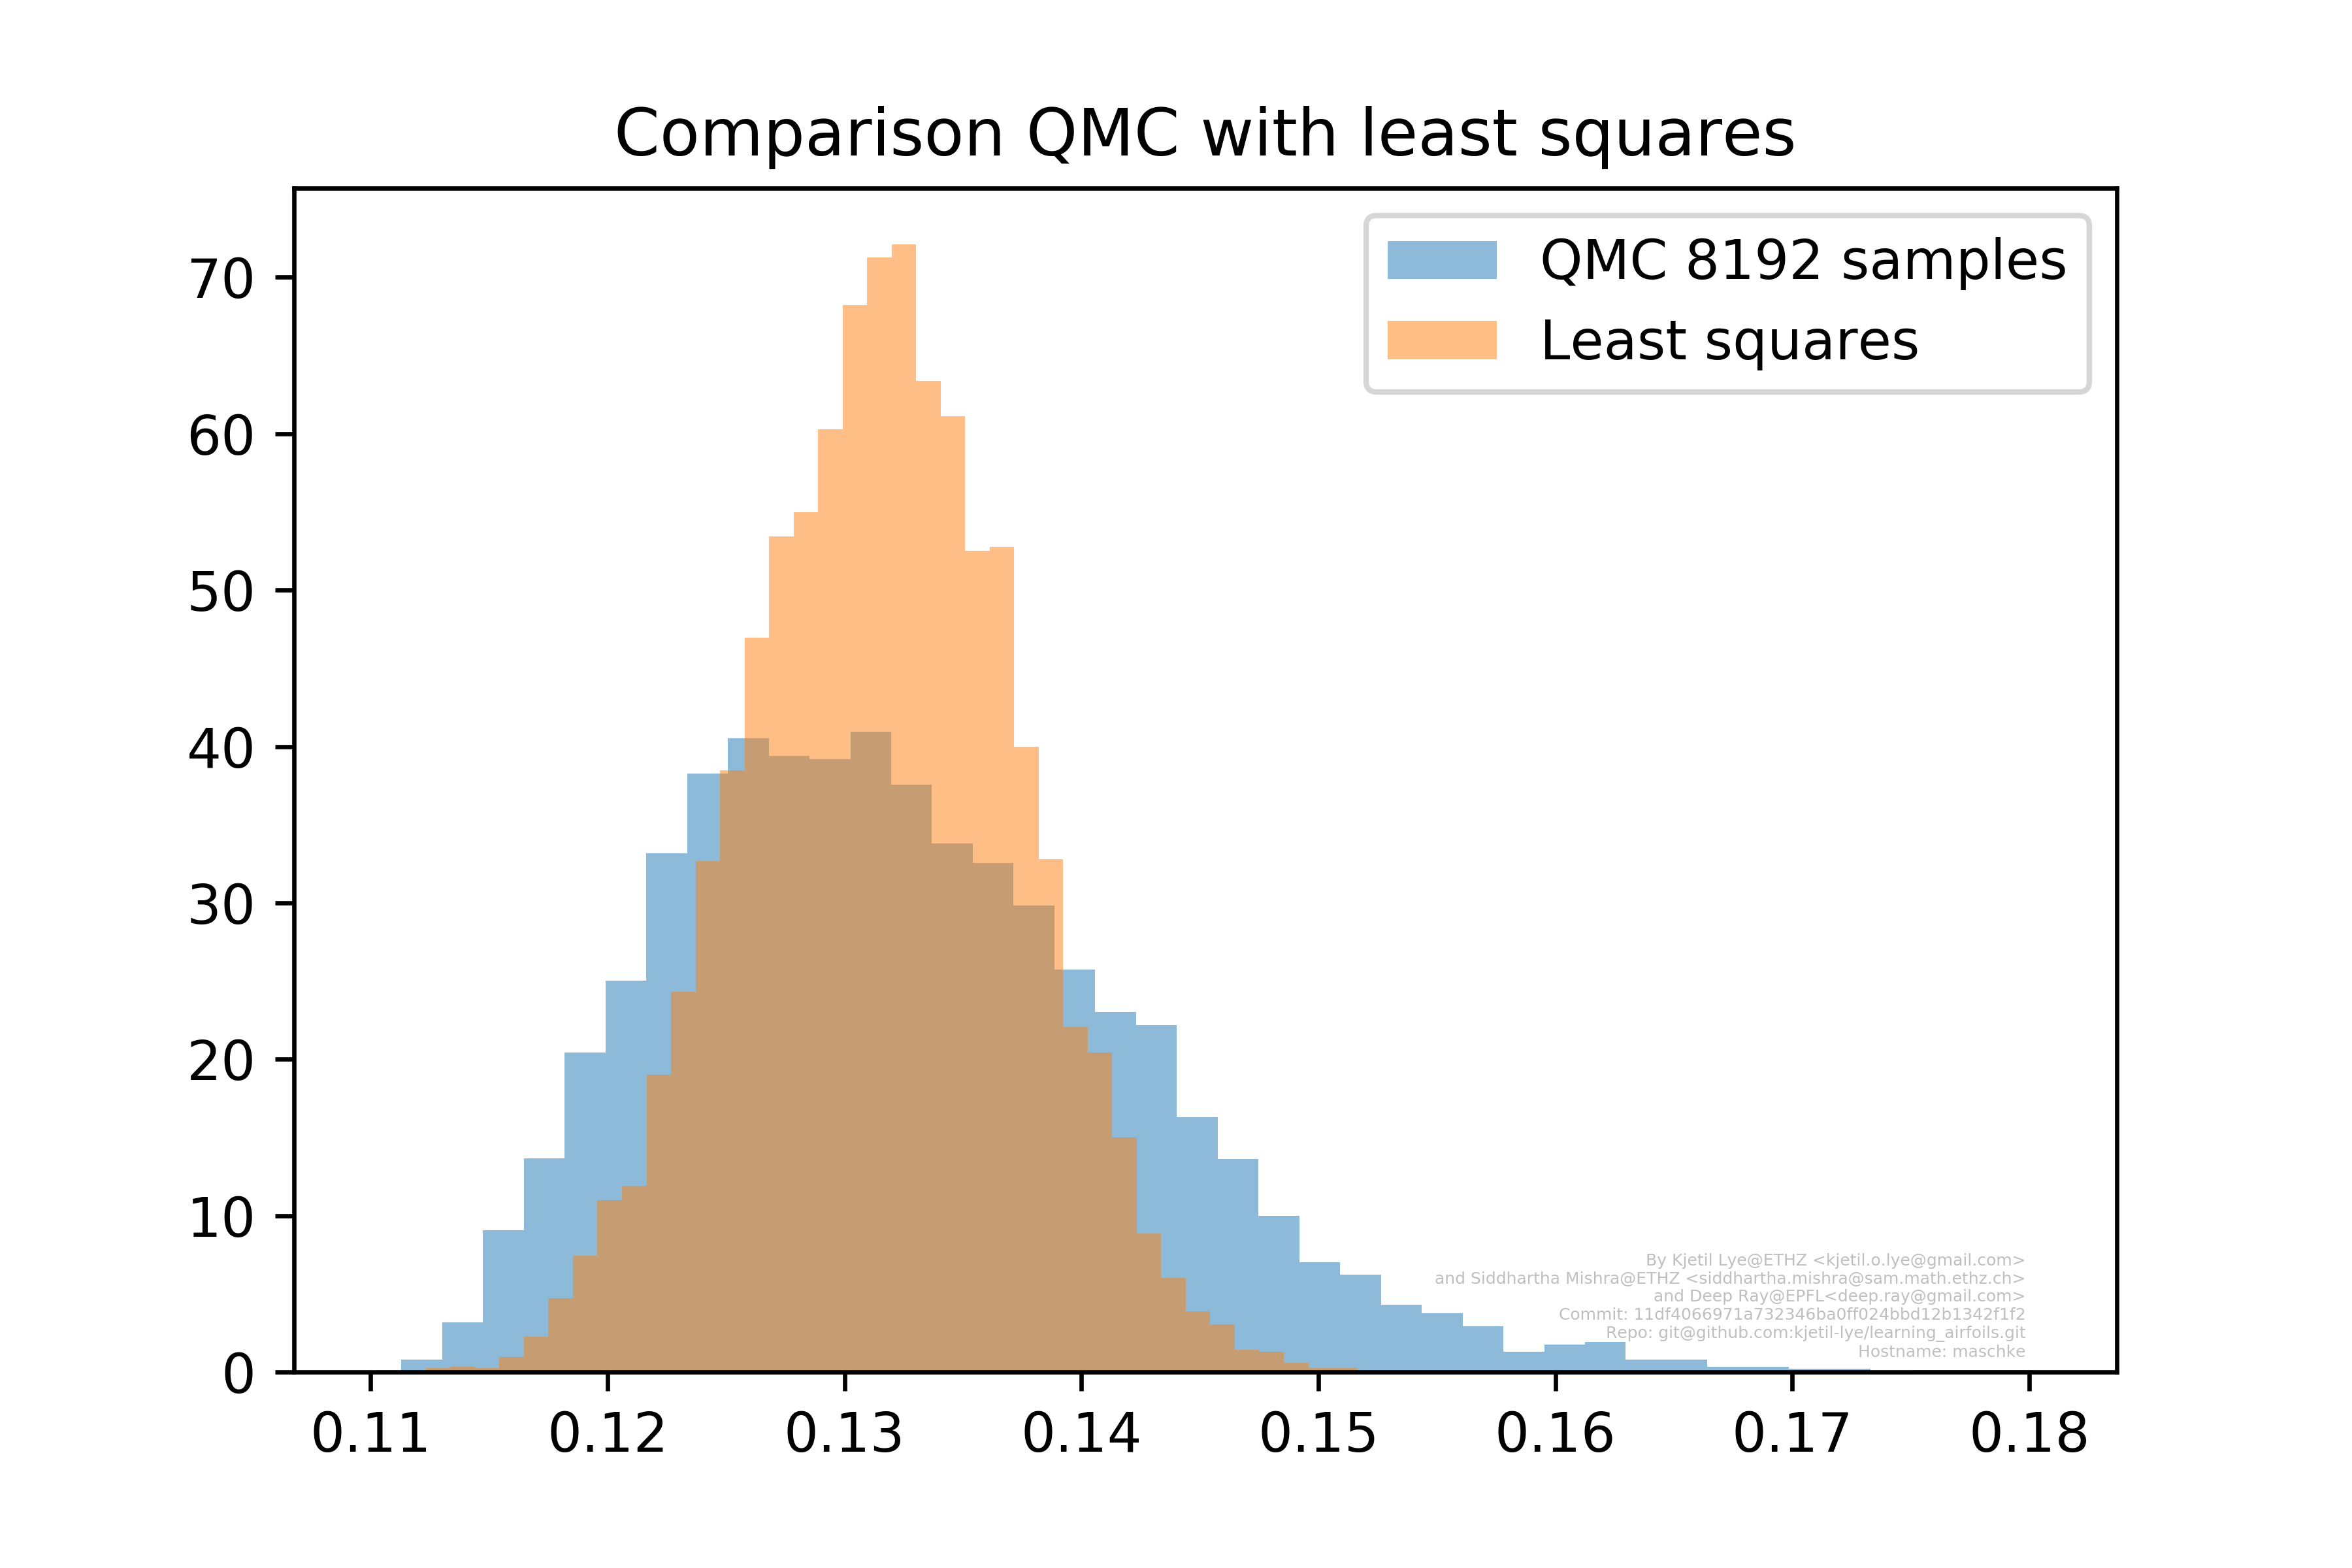 Comparison QMC with least squares
QMC 8192 samples
Least squares
70
60
50
40
30
20
10
0
By Kjetil Lye@ETHZ <kjetil.o.lye@gmail.com>
and Siddhartha Mishra@ETHZ <siddhartha.mishra@sam.math.ethz.ch>
and Deep Ray@EPFL<deep.ray@gmail.com>
Commit: 11df4066971a732346ba0ff024bbd12b1342f1f2
Repo: git@github.com:kjetil-lye/learning_airfoils.git
Hostname: maschke
0.11 0.12 0.13 0.14 0.15 0.16 0.17 0.18